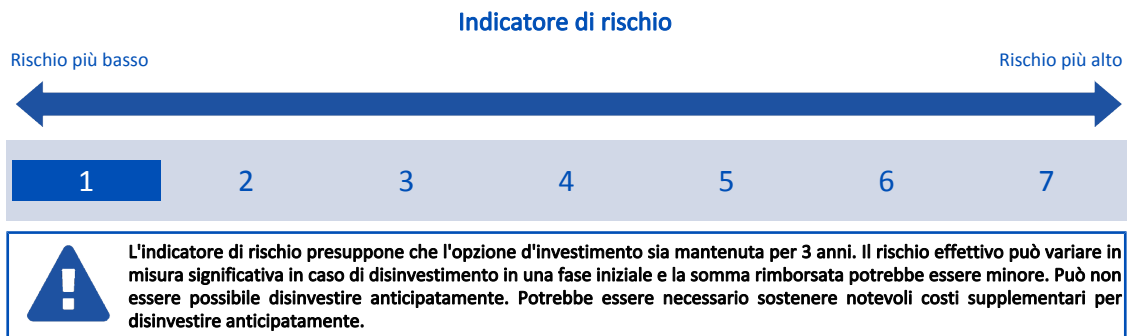 Indicatore di rischio
Rischio più basso
Rischio più alto
1 2 3 4 5 6 7
L'indicatore di rischio presuppone che l'opzione d'investimento sia mantenuta per 3 anni. Il rischio effettivo può variare in
misura significativa in caso di disinvestimento in una fase iniziale e la somma rimborsata potrebbe essere minore. Può non
essere possibile disinvestire anticipatamente. Potrebbe essere necessario sostenere notevoli costi supplementari per
disinvestire anticipatamente.